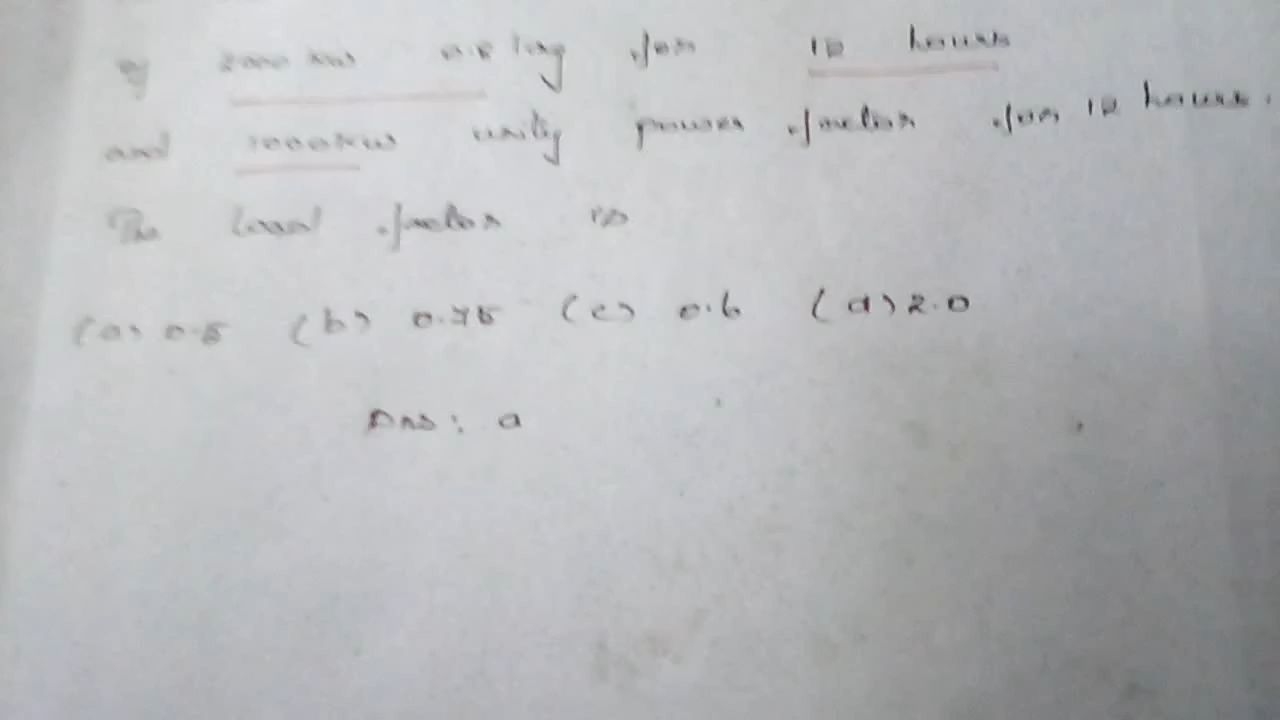 of 2000 kw 0.8 lag for 12 hours
and 1000kw unity power factor for 12 hours.
The load factor is
(a) 0.5 (b) 0.75 (c) 0.6 (d) 2.0
Ans: a